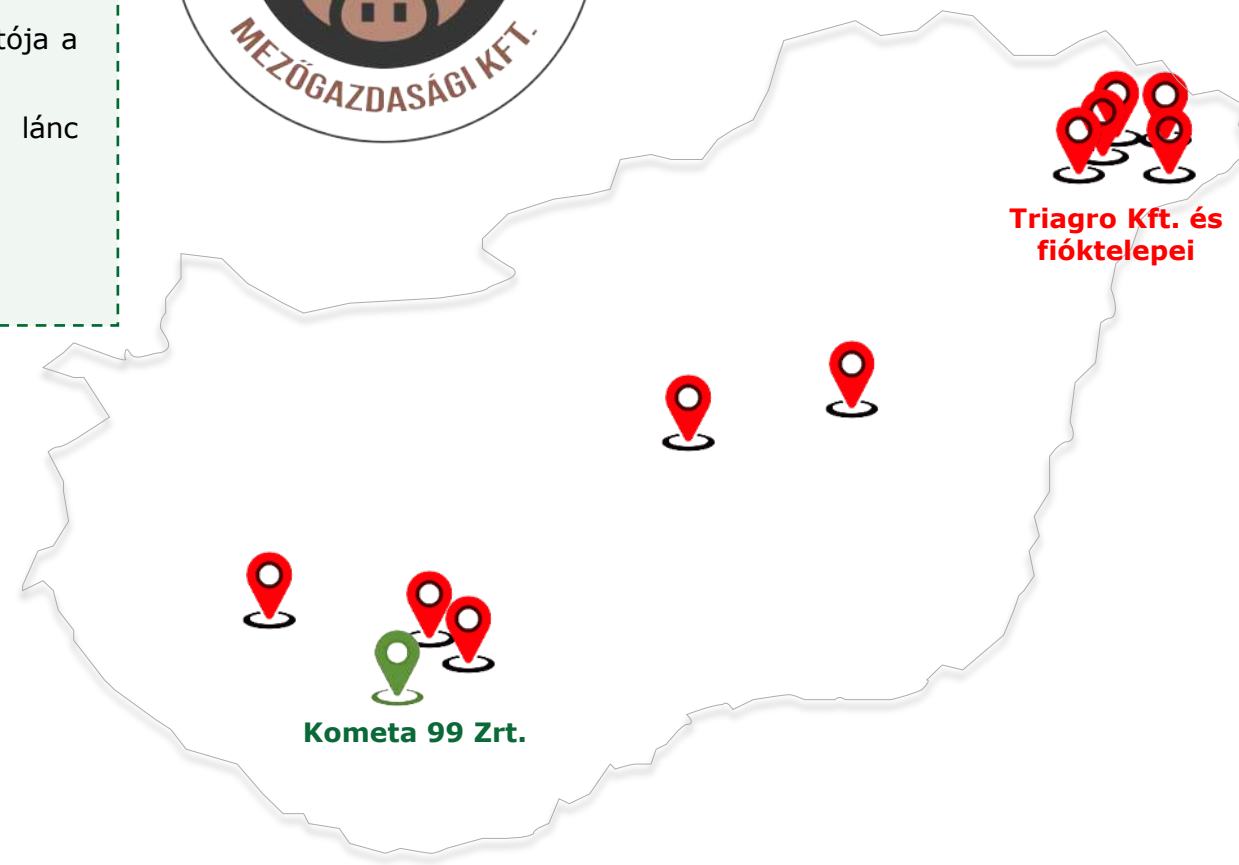 tója a
lánc
MEZŐGAZDASÁGI KFT.
Triagro Kft. és
fióktelepei
Kometa 99 Zrt.